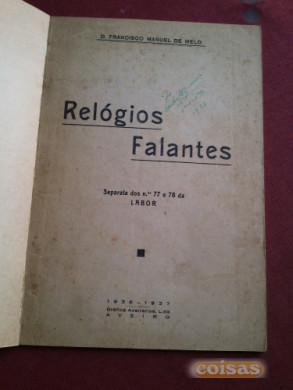 D. FRANCISCO MANUEL DE MELO
Relógios
Falantes
Separata dos n.os 77 e 78 da
LABOR
1936-1937
Gráfica Aveirense, L.da
AVEIRO
coisas